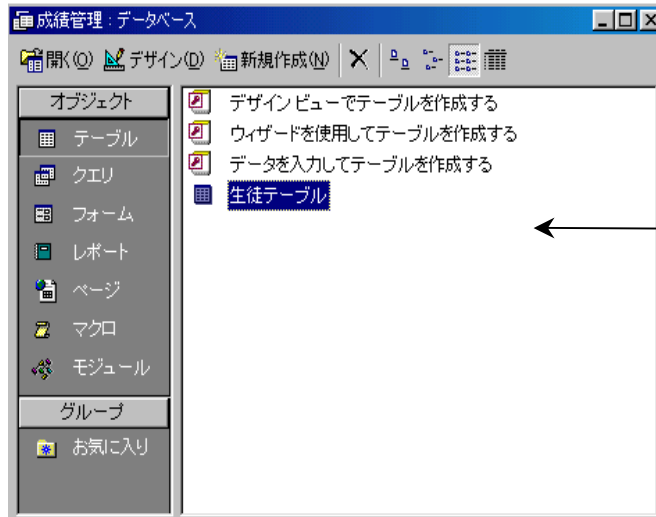 成績管理 : データベース
開く(O) デザイン(D) 新規作成(N)
オブジェクト
テーブル
クエリ
フォーム
レポート
ページ
マクロ
モジュール
グループ
お気に入り
デザイン ビューでテーブルを作成する
ウィザードを使用してテーブルを作成する
データを入力してテーブルを作成する
生徒テーブル